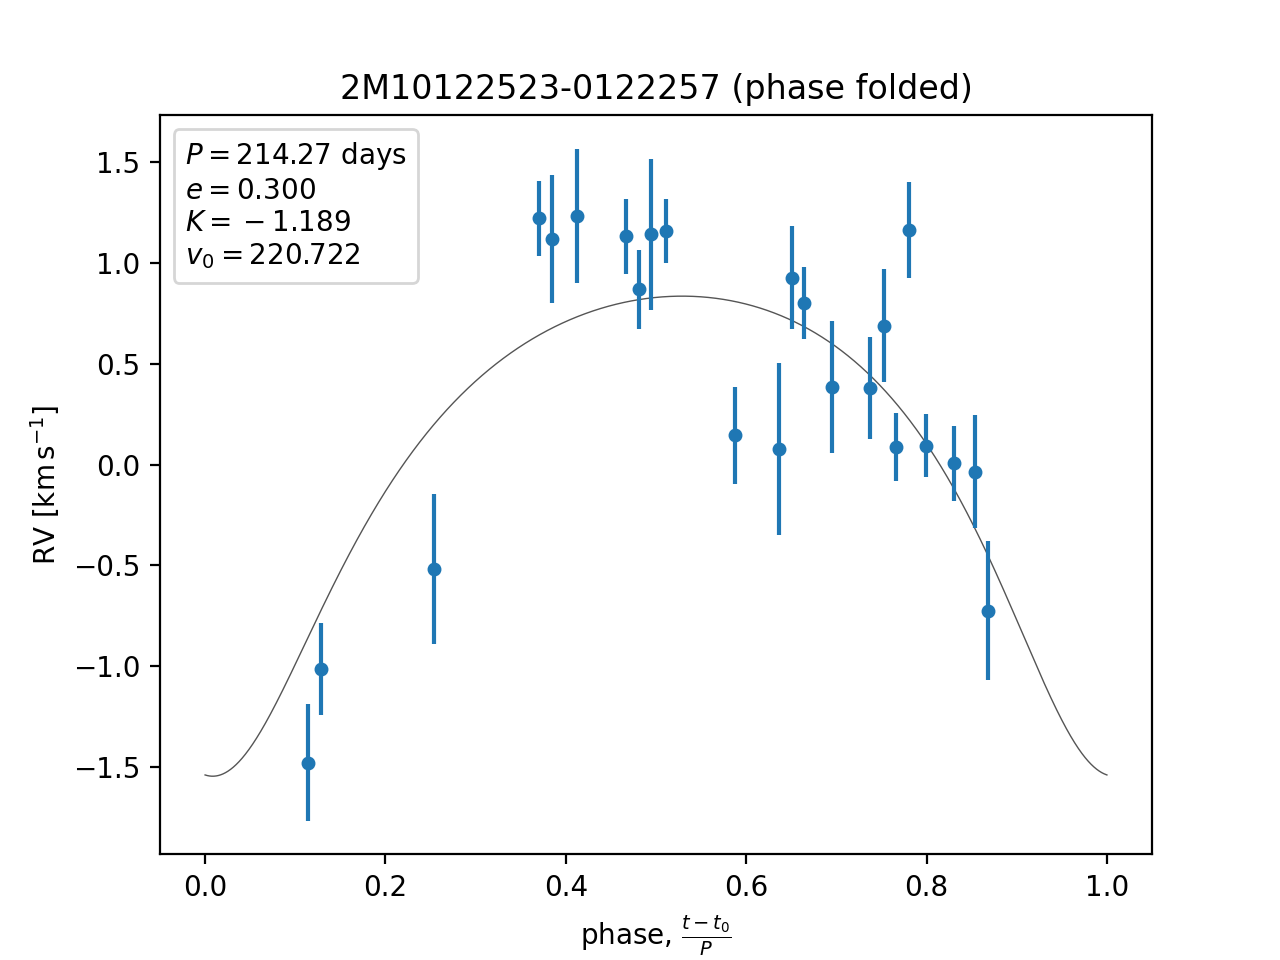 2M10122523-0122257 (phase folded)
P = 214.27 days
e = 0.300
K = −1.189
v₀ = 220.722
1.5
1.0
0.5
0.0
−0.5
−1.0
−1.5
RV [km s⁻¹]
0.0 0.2 0.4 0.6 0.8 1.0
phase, (t − t₀)/P